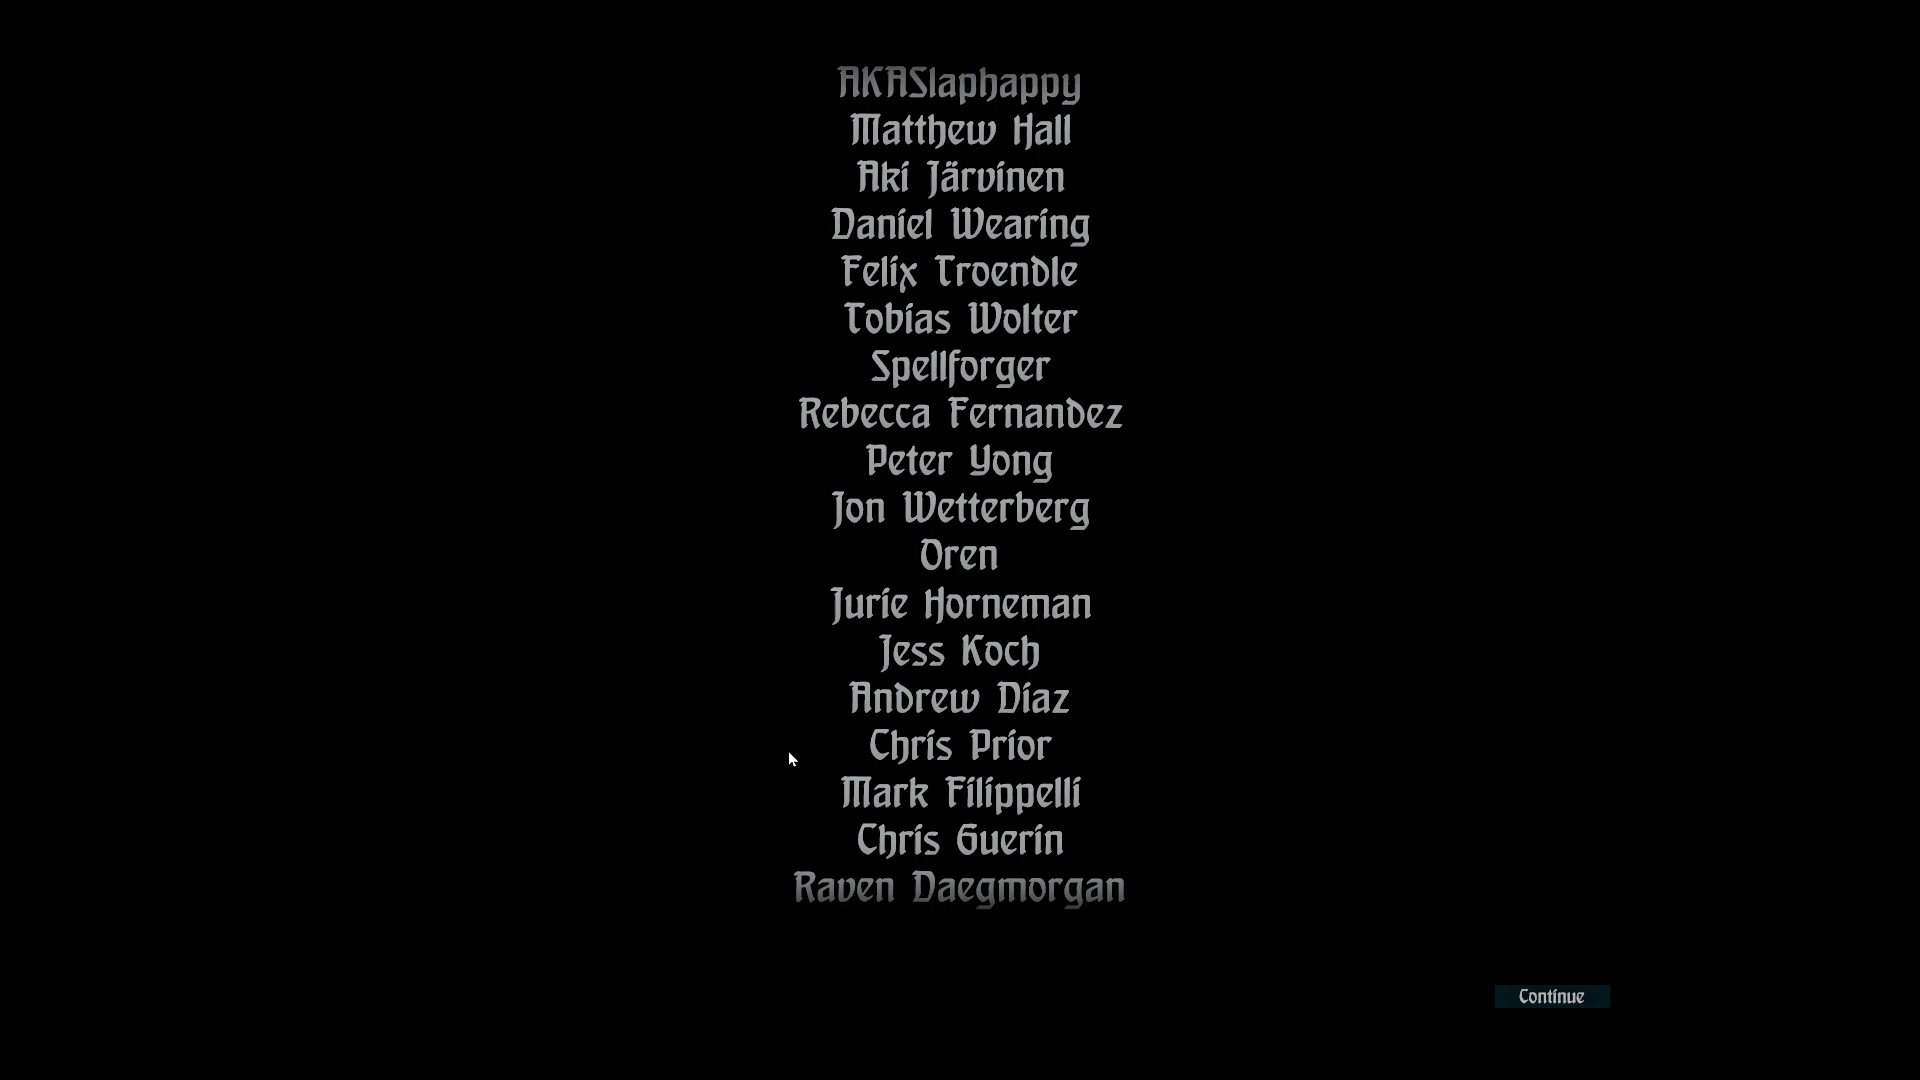 AKASlaphappy
Matthew Hall
Aki Järvinen
Daniel Wearing
Felix Troendle
Tobias Wolter
Spellforger
Rebecca Fernandez
Peter Yong
Jon Wetterberg
Oren
Jurie Horneman
Jess Koch
Andrew Diaz
Chris Prior
Mark Filippelli
Chris Guerin
Raven Daegmorgan
Continue